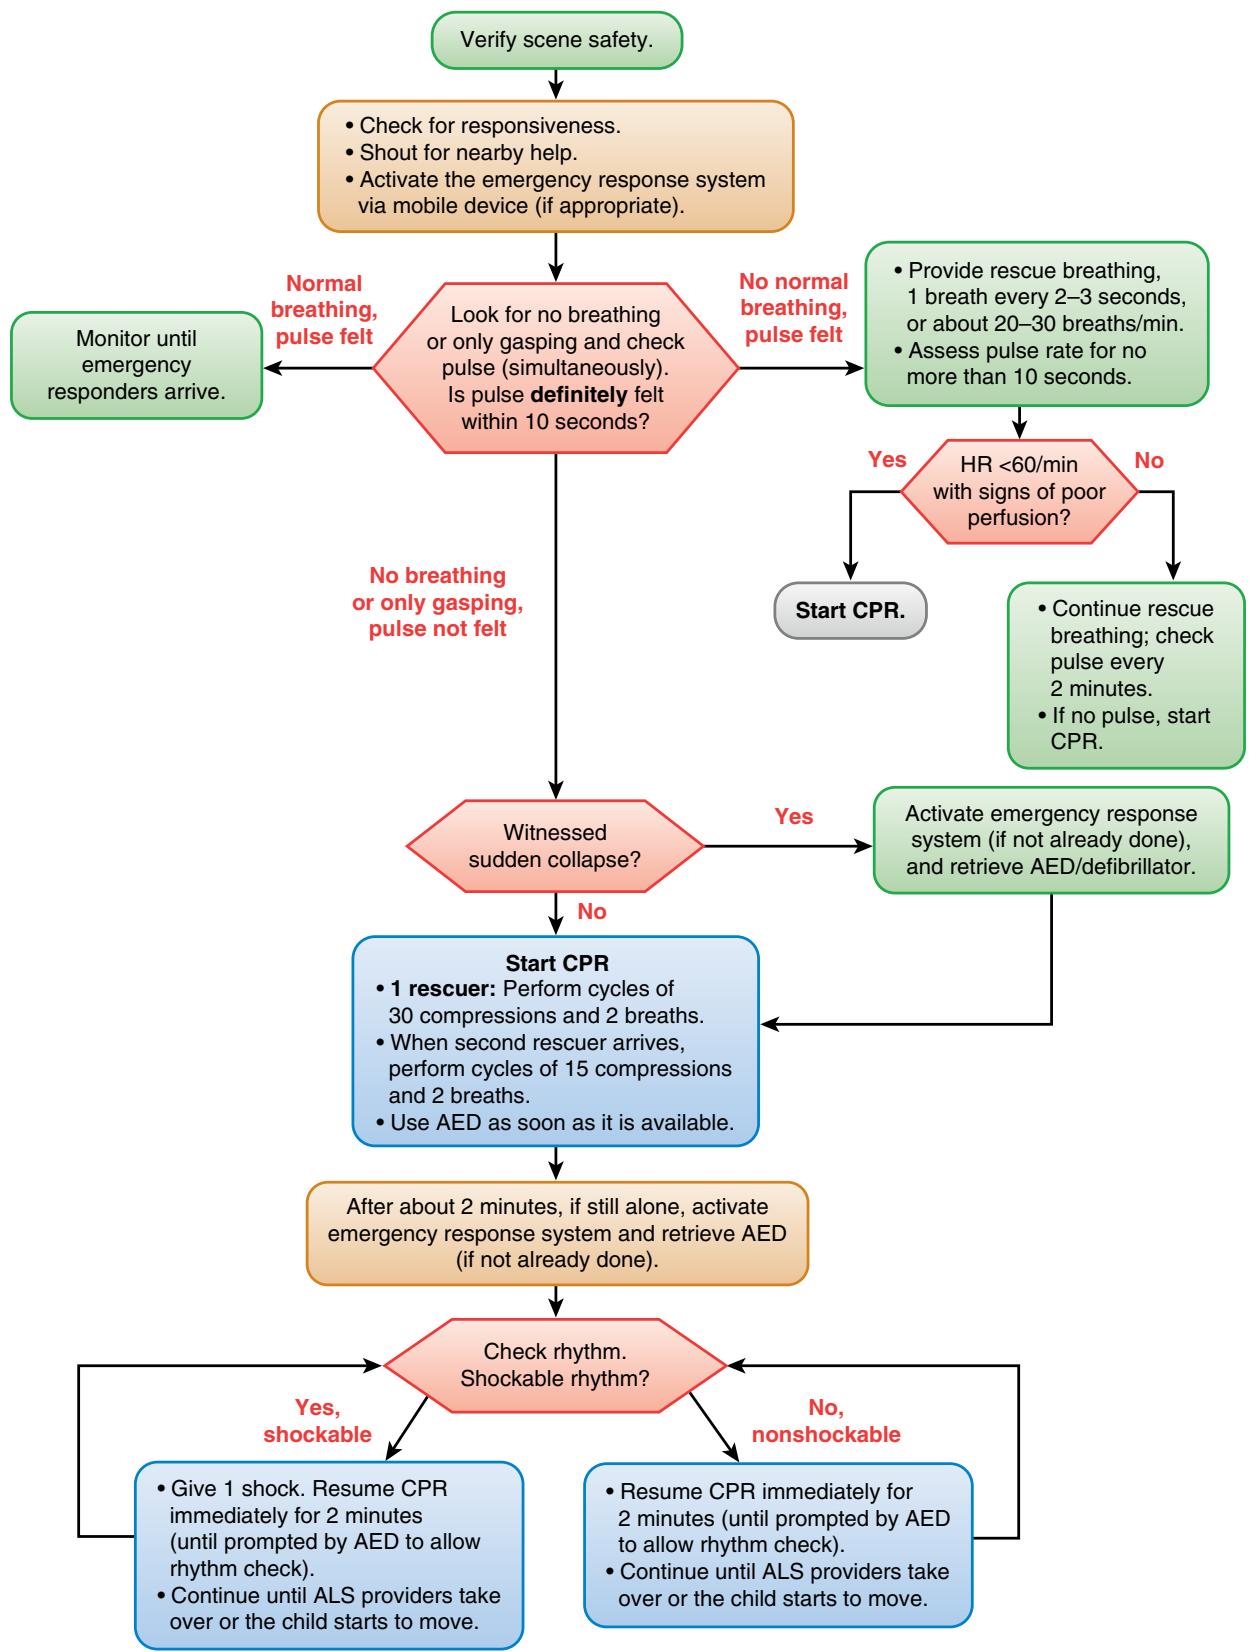 Verify scene safety.
• Check for responsiveness.
• Shout for nearby help.
• Activate the emergency response system
via mobile device (if appropriate).
Normal
breathing,
pulse felt
Look for no breathing
or only gasping and check
pulse (simultaneously).
Is pulse definitely felt
within 10 seconds?
No normal
breathing,
pulse felt
Monitor until
emergency
responders arrive.
• Provide rescue breathing,
1 breath every 2–3 seconds,
or about 20–30 breaths/min.
• Assess pulse rate for no
more than 10 seconds.
Yes
HR <60/min
with signs of poor
perfusion?
No
Start CPR.
• Continue rescue
breathing; check
pulse every
2 minutes.
• If no pulse, start
CPR.
No breathing
or only gasping,
pulse not felt
Witnessed
sudden collapse?
Yes
Activate emergency response
system (if not already done),
and retrieve AED/defibrillator.
No
Start CPR
• 1 rescuer: Perform cycles of
30 compressions and 2 breaths.
• When second rescuer arrives,
perform cycles of 15 compressions
and 2 breaths.
• Use AED as soon as it is available.
After about 2 minutes, if still alone, activate
emergency response system and retrieve AED
(if not already done).
Check rhythm.
Shockable rhythm?
Yes,
shockable
No,
nonshockable
• Give 1 shock. Resume CPR
immediately for 2 minutes
(until prompted by AED to allow
rhythm check).
• Continue until ALS providers take
over or the child starts to move.
• Resume CPR immediately for
2 minutes (until prompted by AED
to allow rhythm check).
• Continue until ALS providers take
over or the child starts to move.